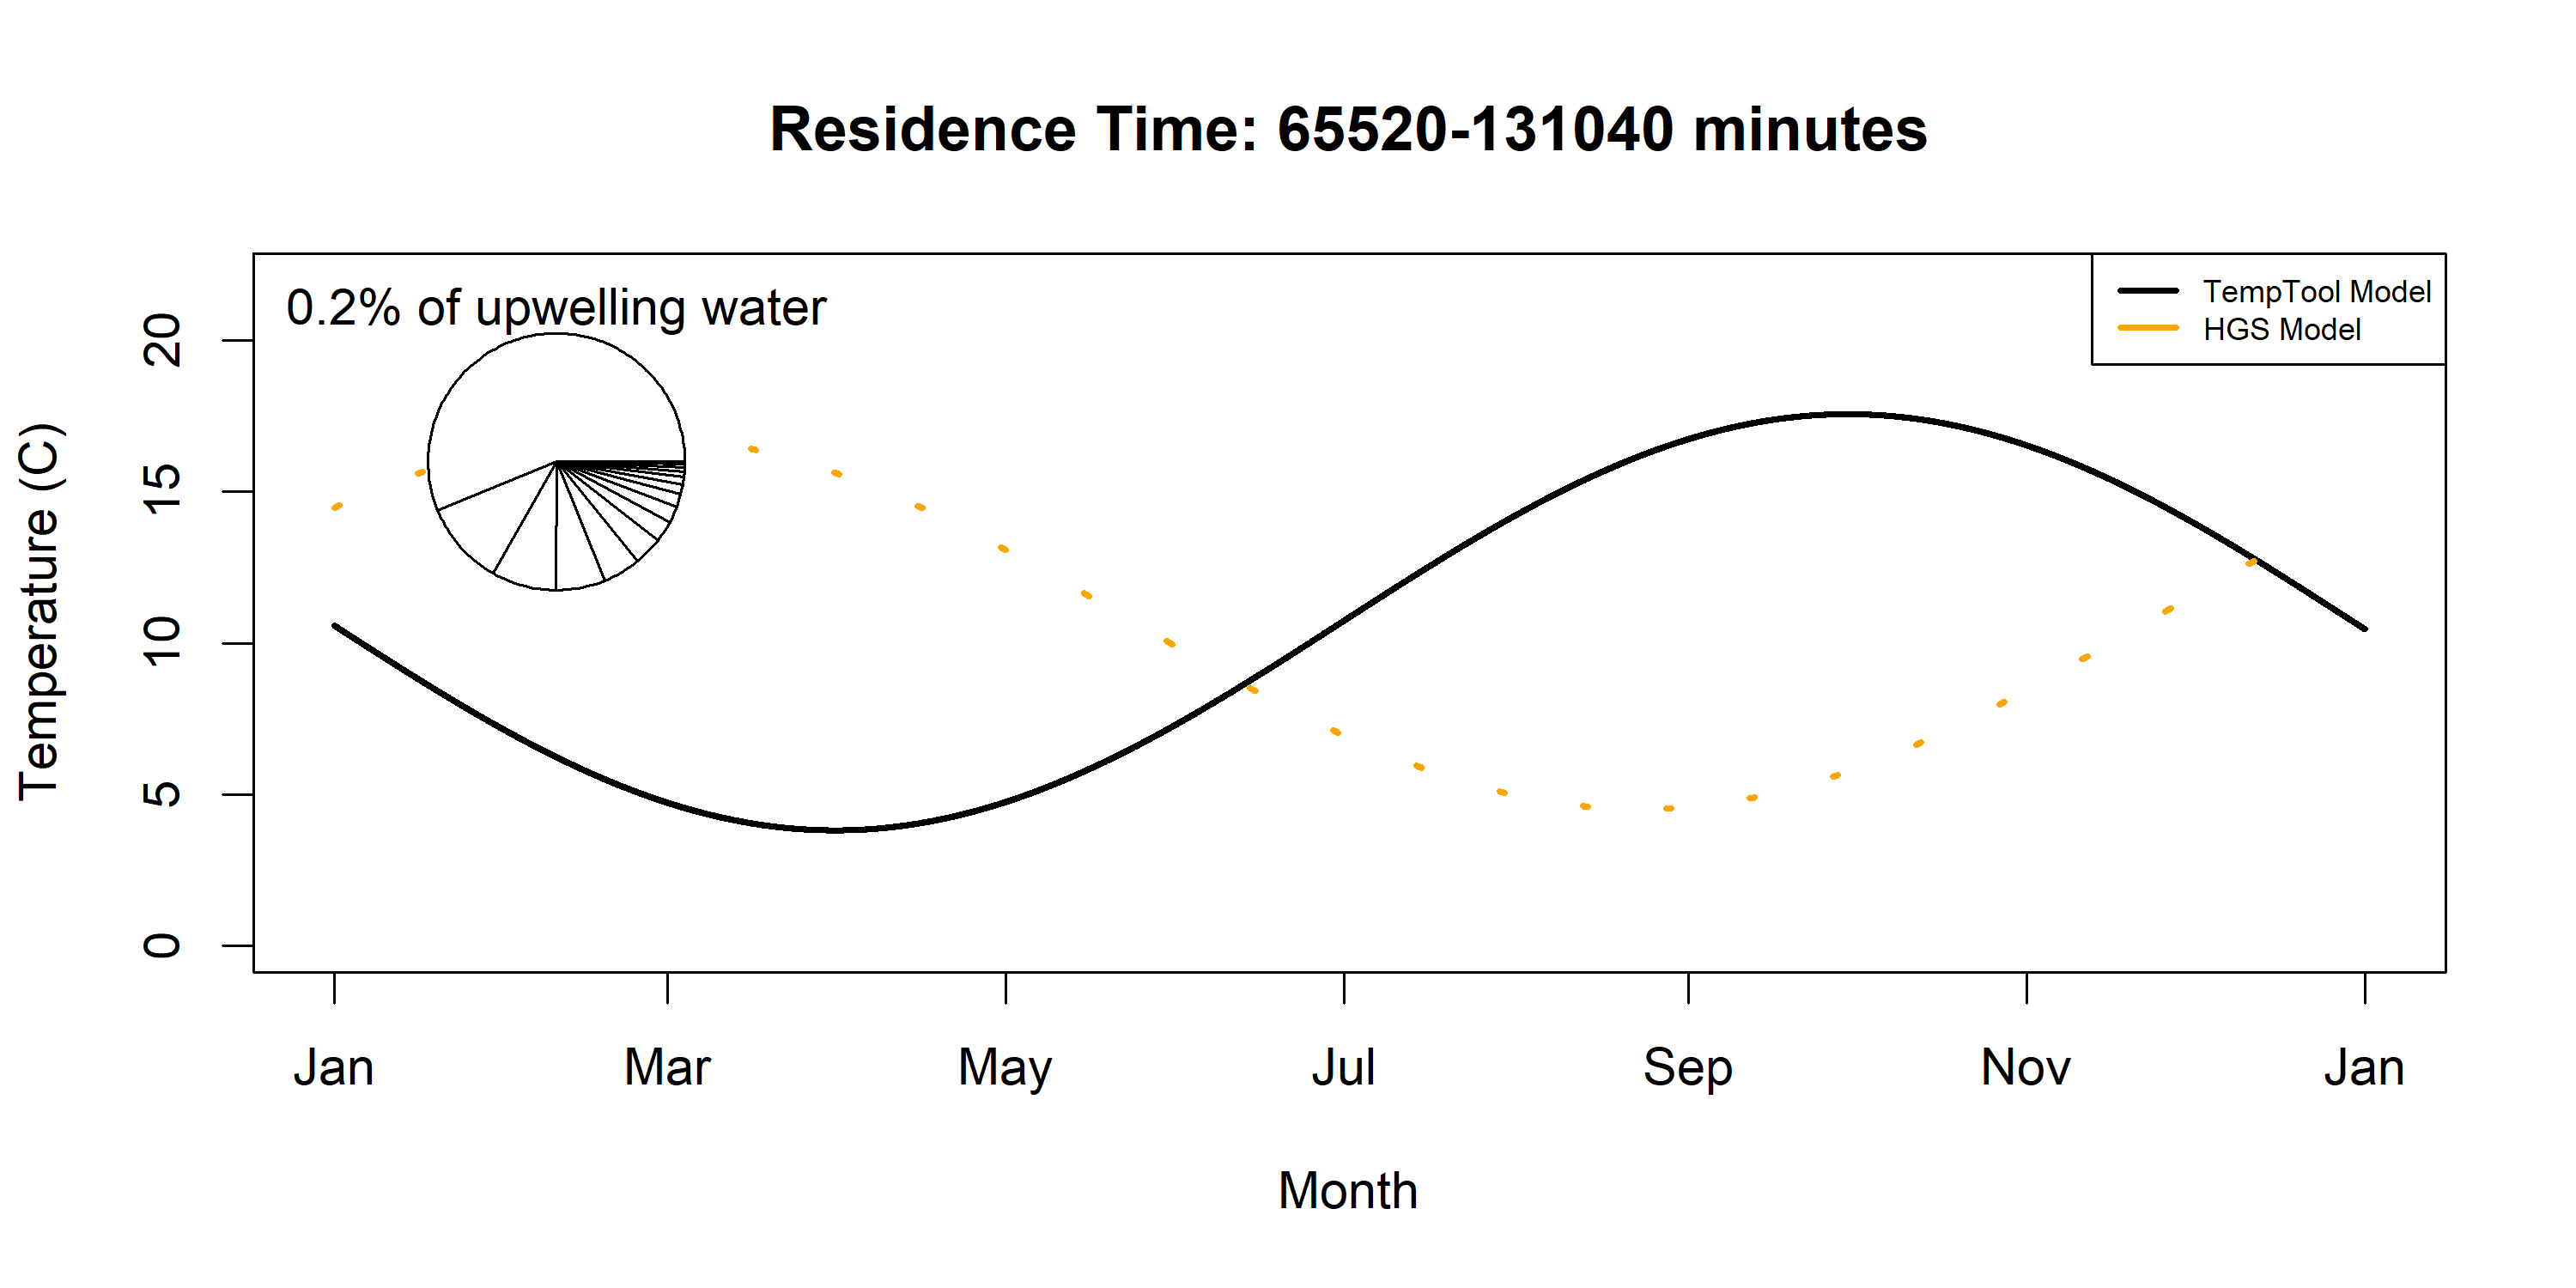 Residence Time: 65520-131040 minutes
0.2% of upwelling water
TempTool Model
HGS Model
Temperature (C)
20
15
10
5
0
Jan Mar May Jul Sep Nov Jan
Month